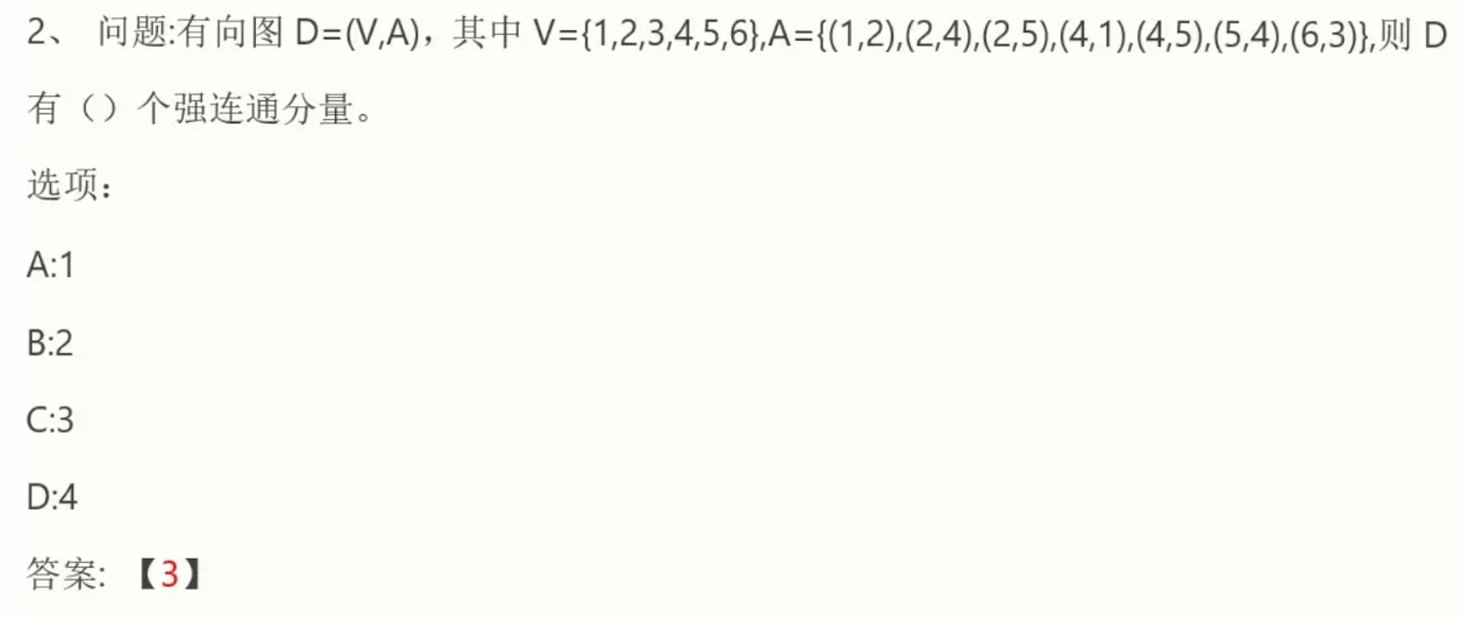 2、 问题:有向图 D=(V,A)，其中 V={1,2,3,4,5,6},A={(1,2),(2,4),(2,5),(4,1),(4,5),(5,4),(6,3)},则 D
有（）个强连通分量。
选项：
A:1
B:2
C:3
D:4
答案: 【3】